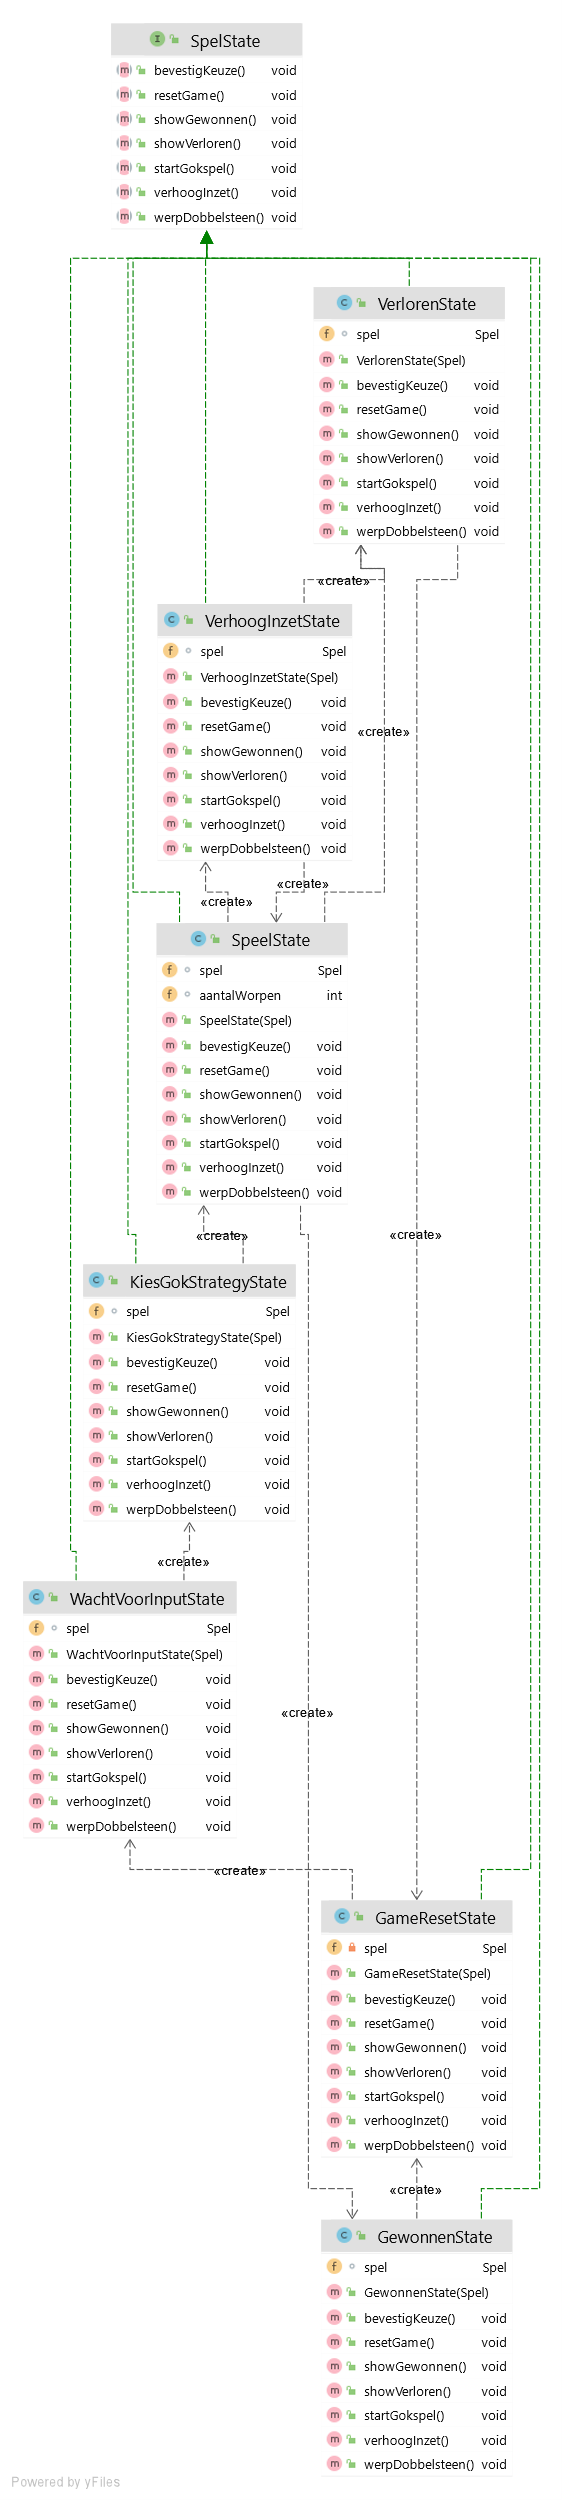 SpelState
bevestigKeuze() void
resetGame() void
showGewonnen() void
showVerloren() void
startGokspel() void
verhoogInzet() void
werpDobbelsteen() void
VerlorenState
spel Spel
VerlorenState(Spel)
bevestigKeuze() void
resetGame() void
showGewonnen() void
showVerloren() void
startGokspel() void
verhoogInzet() void
werpDobbelsteen() void
«create»
VerhoogInzetState
spel Spel
VerhoogInzetState(Spel)
bevestigKeuze() void
resetGame() void
«create»
showGewonnen() void
showVerloren() void
startGokspel() void
verhoogInzet() void
werpDobbelsteen() void
«create»
«create»
SpeelState
spel Spel
aantalWorpen int
SpeelState(Spel)
bevestigKeuze() void
resetGame() void
showGewonnen() void
showVerloren() void
startGokspel() void
verhoogInzet() void
werpDobbelsteen() void
«create» «create»
KiesGokStrategyState
spel Spel
KiesGokStrategyState(Spel)
bevestigKeuze() void
resetGame() void
showGewonnen() void
showVerloren() void
startGokspel() void
verhoogInzet() void
werpDobbelsteen() void
«create»
WachtVoorInputState
spel Spel
WachtVoorInputState(Spel)
bevestigKeuze() void
resetGame() void
«create»
showGewonnen() void
showVerloren() void
startGokspel() void
verhoogInzet() void
werpDobbelsteen() void
«create»
GameResetState
spel Spel
GameResetState(Spel)
bevestigKeuze() void
resetGame() void
showGewonnen() void
showVerloren() void
startGokspel() void
verhoogInzet() void
werpDobbelsteen() void
«create»
GewonnenState
spel Spel
GewonnenState(Spel)
bevestigKeuze() void
resetGame() void
showGewonnen() void
showVerloren() void
startGokspel() void
verhoogInzet() void
werpDobbelsteen() void
Powered by yFiles